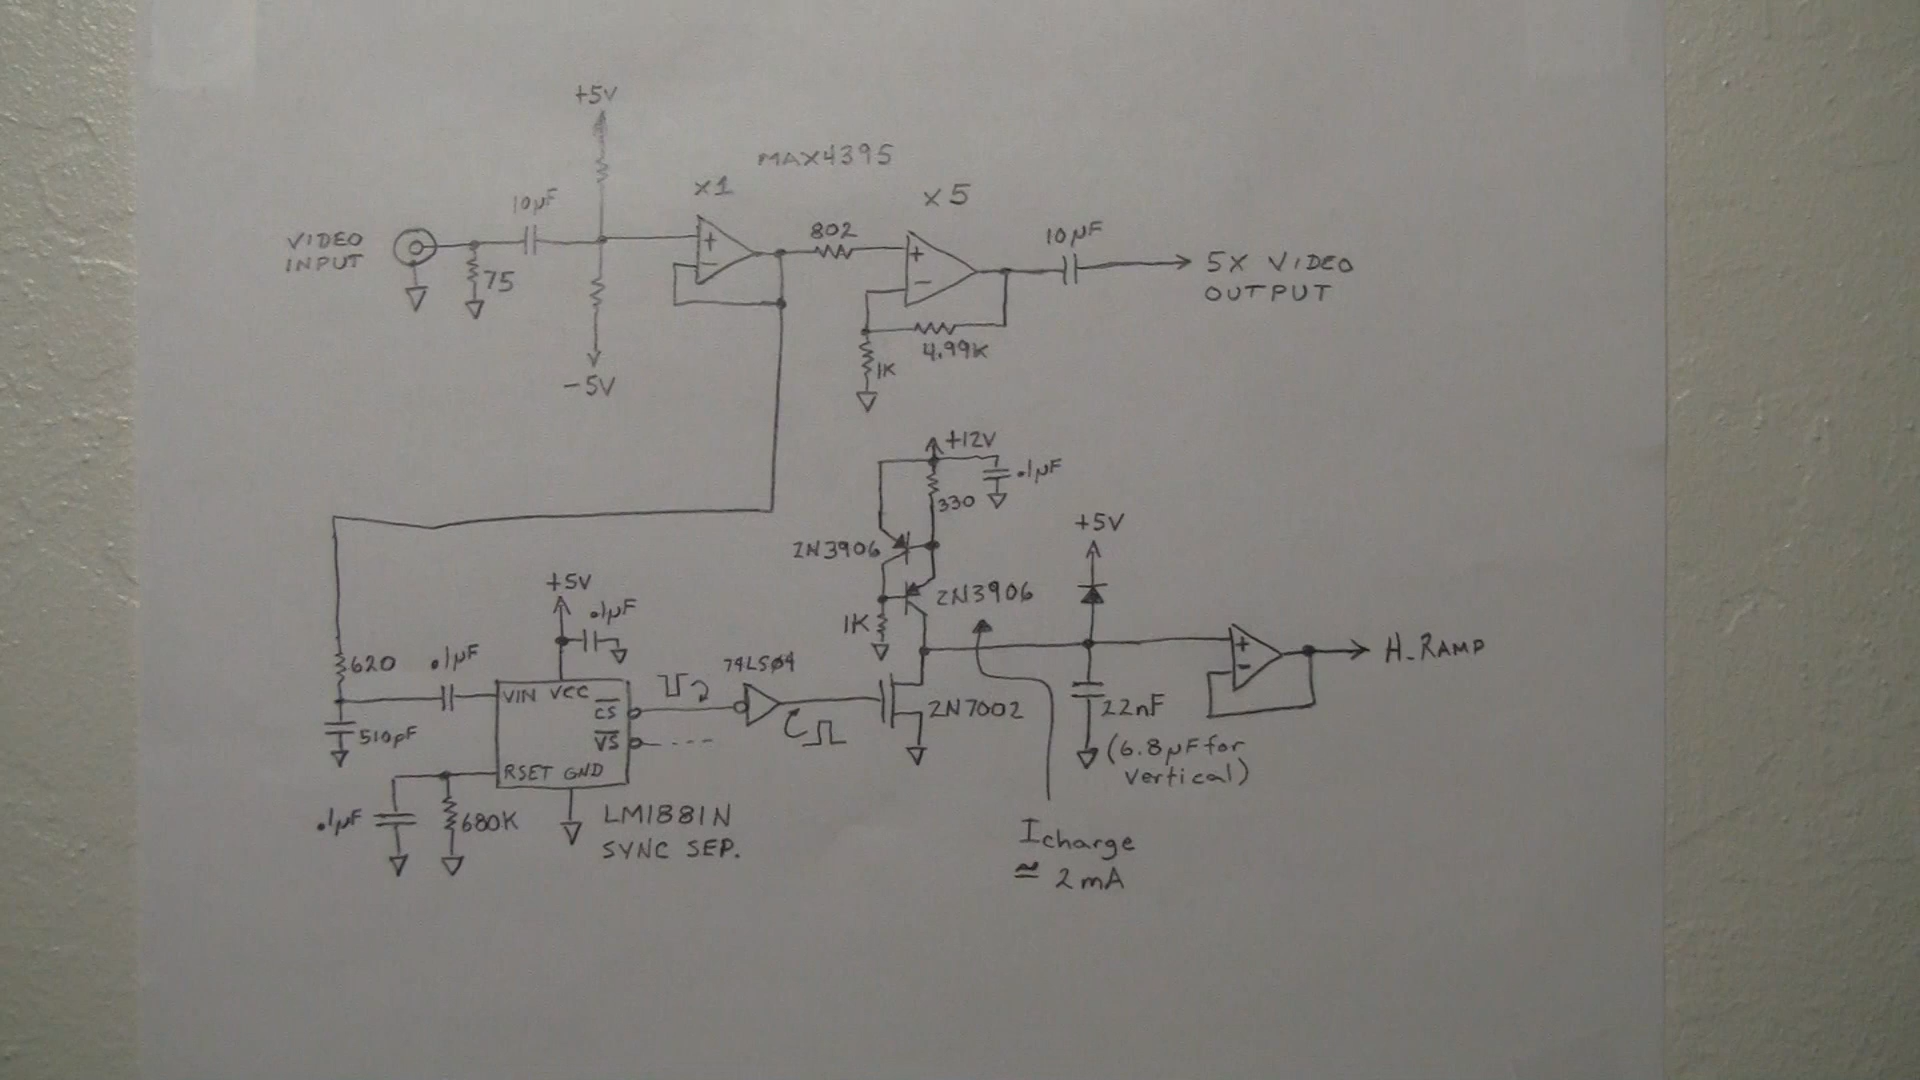 +5V
MAX4395
x1
x5
10µF
802
10µF
VIDEO
INPUT
+
-
+
-
5X VIDEO
OUTPUT
75
4.99K
1K
-5V
+12V
.1µF
330
+5V
2N3906
2N3906
+5V
.1µF
1K
620
.1µF
74LS04
+
-
H_RAMP
VIN VCC
CS
2N7002
22nF
510pF
VS
(6.8µF for
vertical)
RSET GND
.1µF
680K
LM1881N
SYNC SEP.
Icharge
≅ 2mA